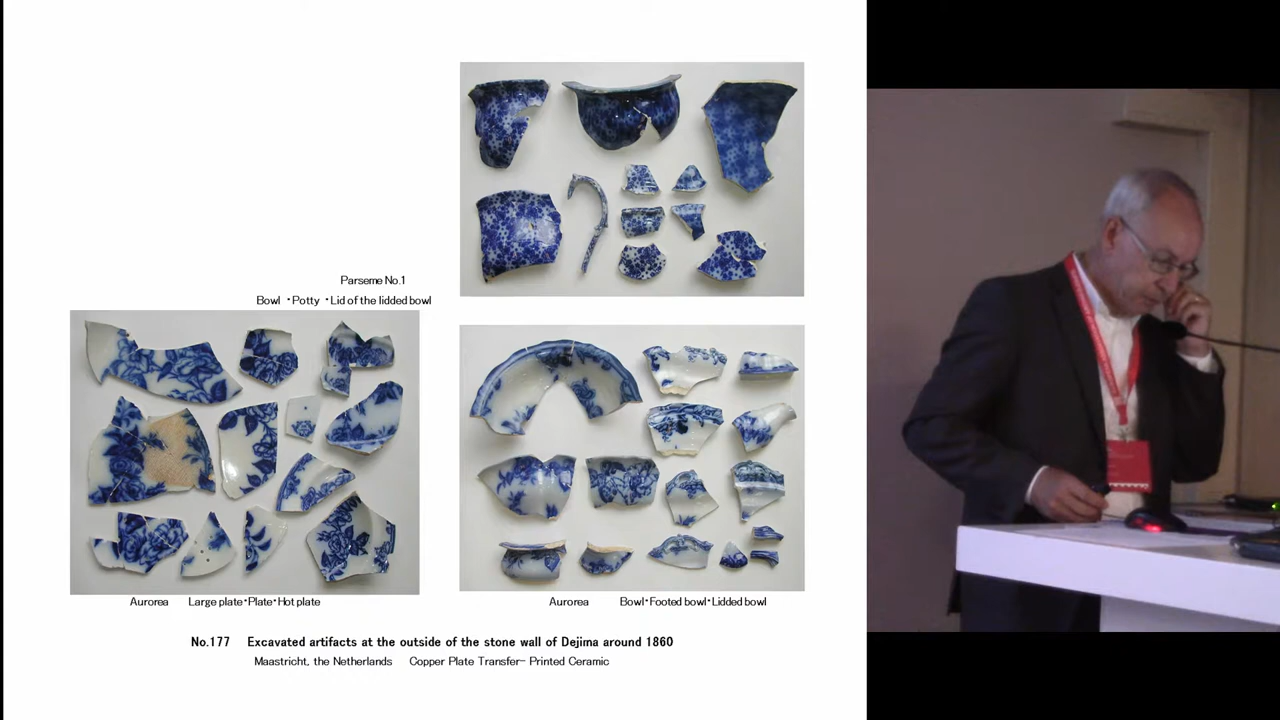 Parseme No.1
Bowl ・Potty ・Lid of the lidded bowl
Aurorea Large plate・Plate・Hot plate
Aurorea Bowl・Footed bowl・Lidded bowl
No.177 Excavated artifacts at the outside of the stone wall of Dejima around 1860
Maastricht, the Netherlands Copper Plate Transfer- Printed Ceramic